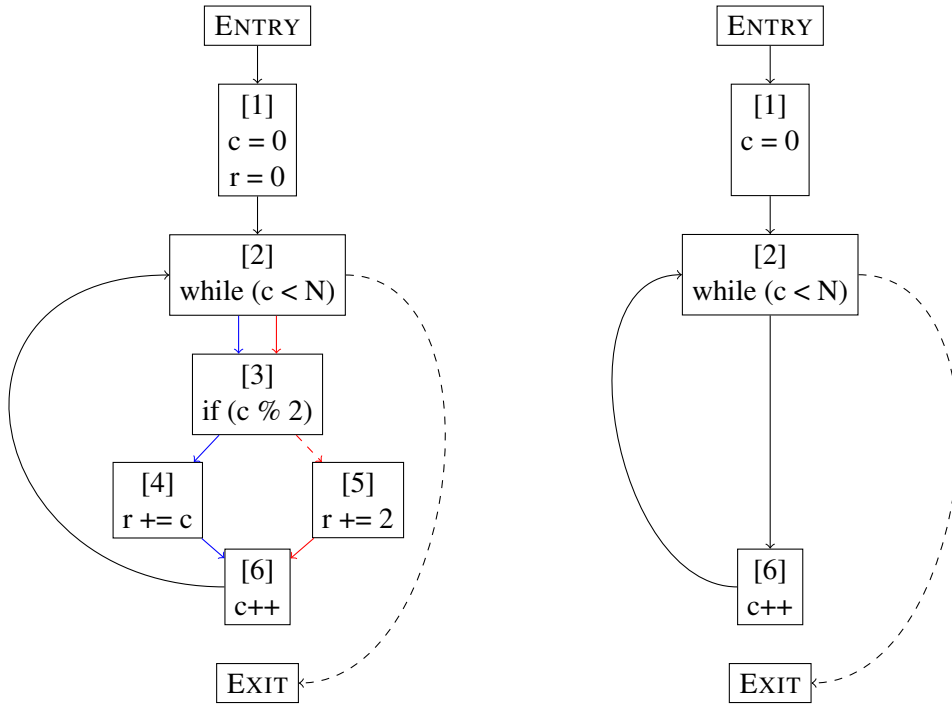 ENTRY
[1]
c = 0
r = 0
[2]
while (c < N)
[3]
if (c % 2)
[4]
r += c
[5]
r += 2
[6]
c++
EXIT
ENTRY
[1]
c = 0
[2]
while (c < N)
[6]
c++
EXIT